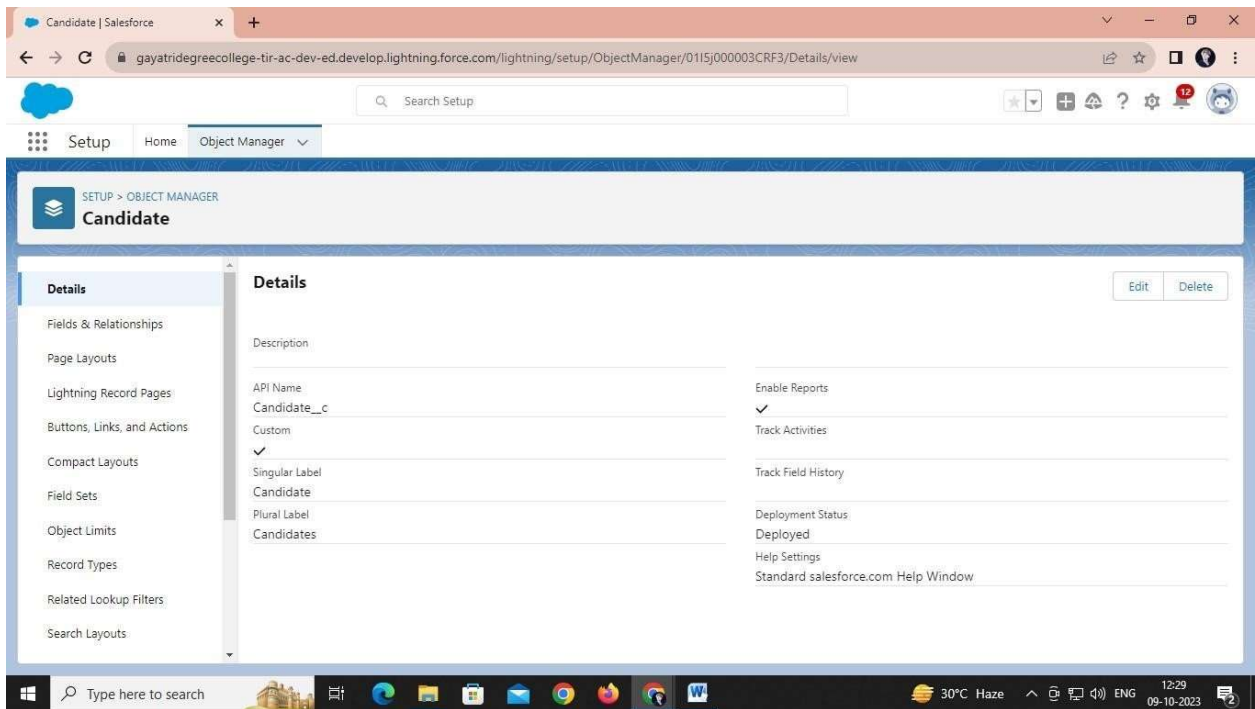 Candidate | Salesforce
gayatridegreecollege-tir-ac-dev-ed.develop.lightning.force.com/lightning/setup/ObjectManager/01I5j000003CRF3/Details/view
Search Setup
12
Setup Home Object Manager
SETUP > OBJECT MANAGER
Candidate
Details
Fields & Relationships
Page Layouts
Lightning Record Pages
Buttons, Links, and Actions
Compact Layouts
Field Sets
Object Limits
Record Types
Related Lookup Filters
Search Layouts
Details
Edit Delete
Description
API Name
Candidate__c
Custom
Singular Label
Candidate
Plural Label
Candidates
Enable Reports
Track Activities
Track Field History
Deployment Status
Deployed
Help Settings
Standard salesforce.com Help Window
Type here to search
30°C Haze
ENG
12:29
09-10-2023
2